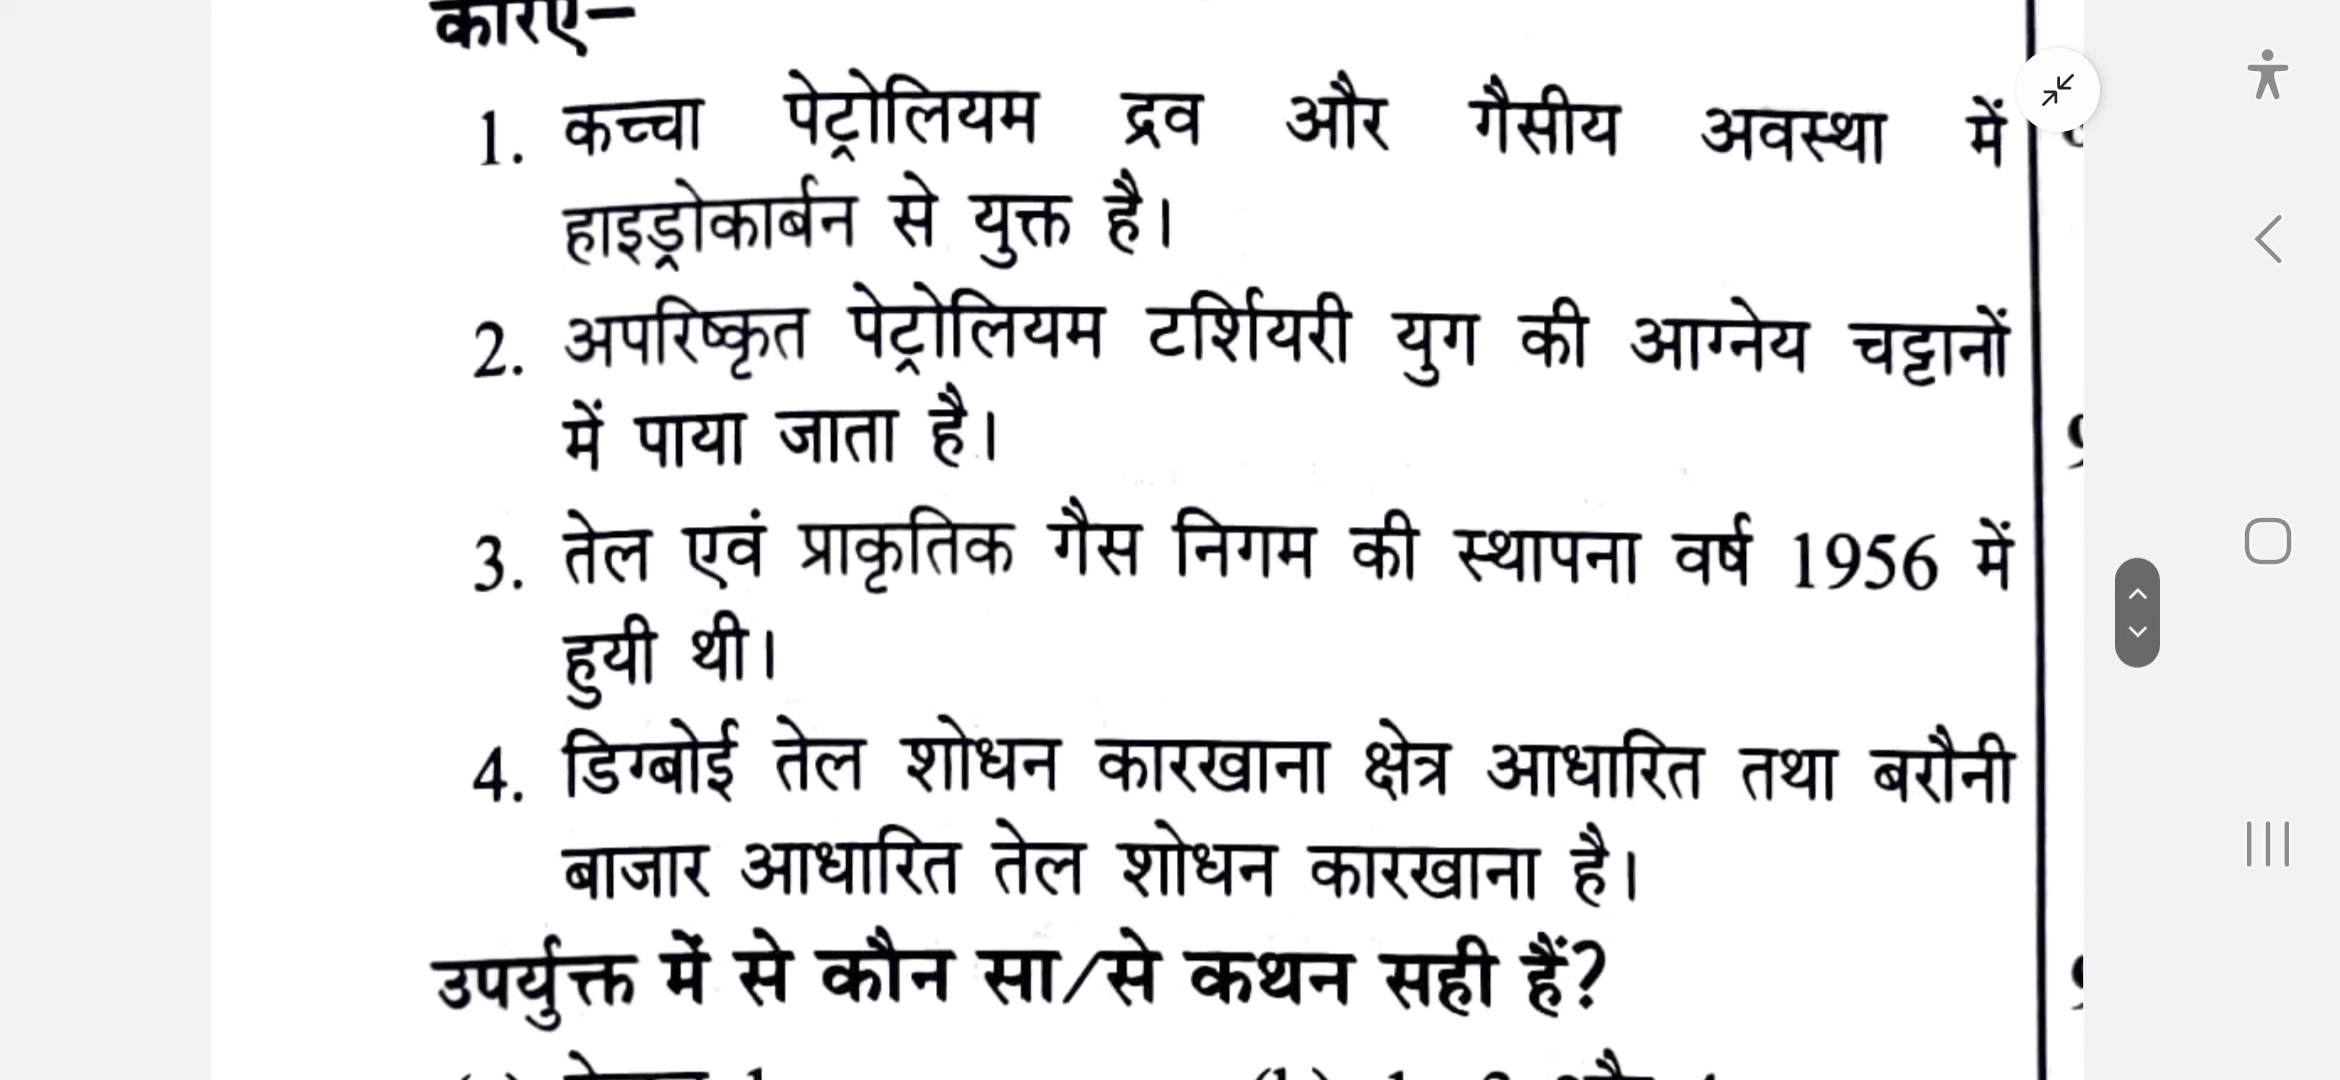 कीरिए–
1. कच्चा पेट्रोलियम द्रव और गैसीय अवस्था में
हाइड्रोकार्बन से युक्त है।
2. अपरिष्कृत पेट्रोलियम टर्शियरी युग की आग्नेय चट्टानों
में पाया जाता है।
3. तेल एवं प्राकृतिक गैस निगम की स्थापना वर्ष 1956 में
हुयी थी।
4. डिग्बोई तेल शोधन कारखाना क्षेत्र आधारित तथा बरौनी
बाजार आधारित तेल शोधन कारखाना है।
उपर्युक्त में से कौन सा/से कथन सही हैं?